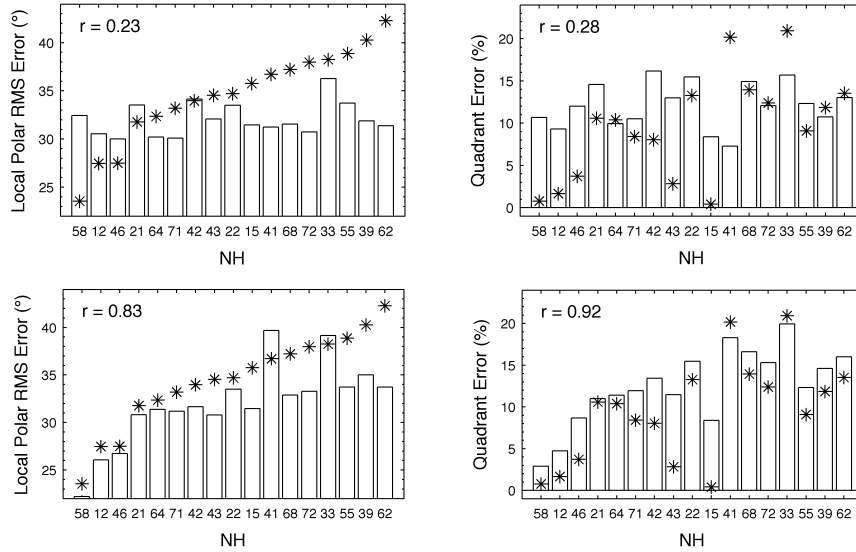 Local Polar RMS Error (°)
40
35
30
25
r = 0.23
58 12 46 21 64 71 42 43 22 15 41 68 72 33 55 39 62
NH
Quadrant Error (%)
20
15
10
5
0
r = 0.28
58 12 46 21 64 71 42 43 22 15 41 68 72 33 55 39 62
NH
Local Polar RMS Error (°)
40
35
30
25
r = 0.83
58 12 46 21 64 71 42 43 22 15 41 68 72 33 55 39 62
NH
Quadrant Error (%)
20
15
10
5
0
r = 0.92
58 12 46 21 64 71 42 43 22 15 41 68 72 33 55 39 62
NH